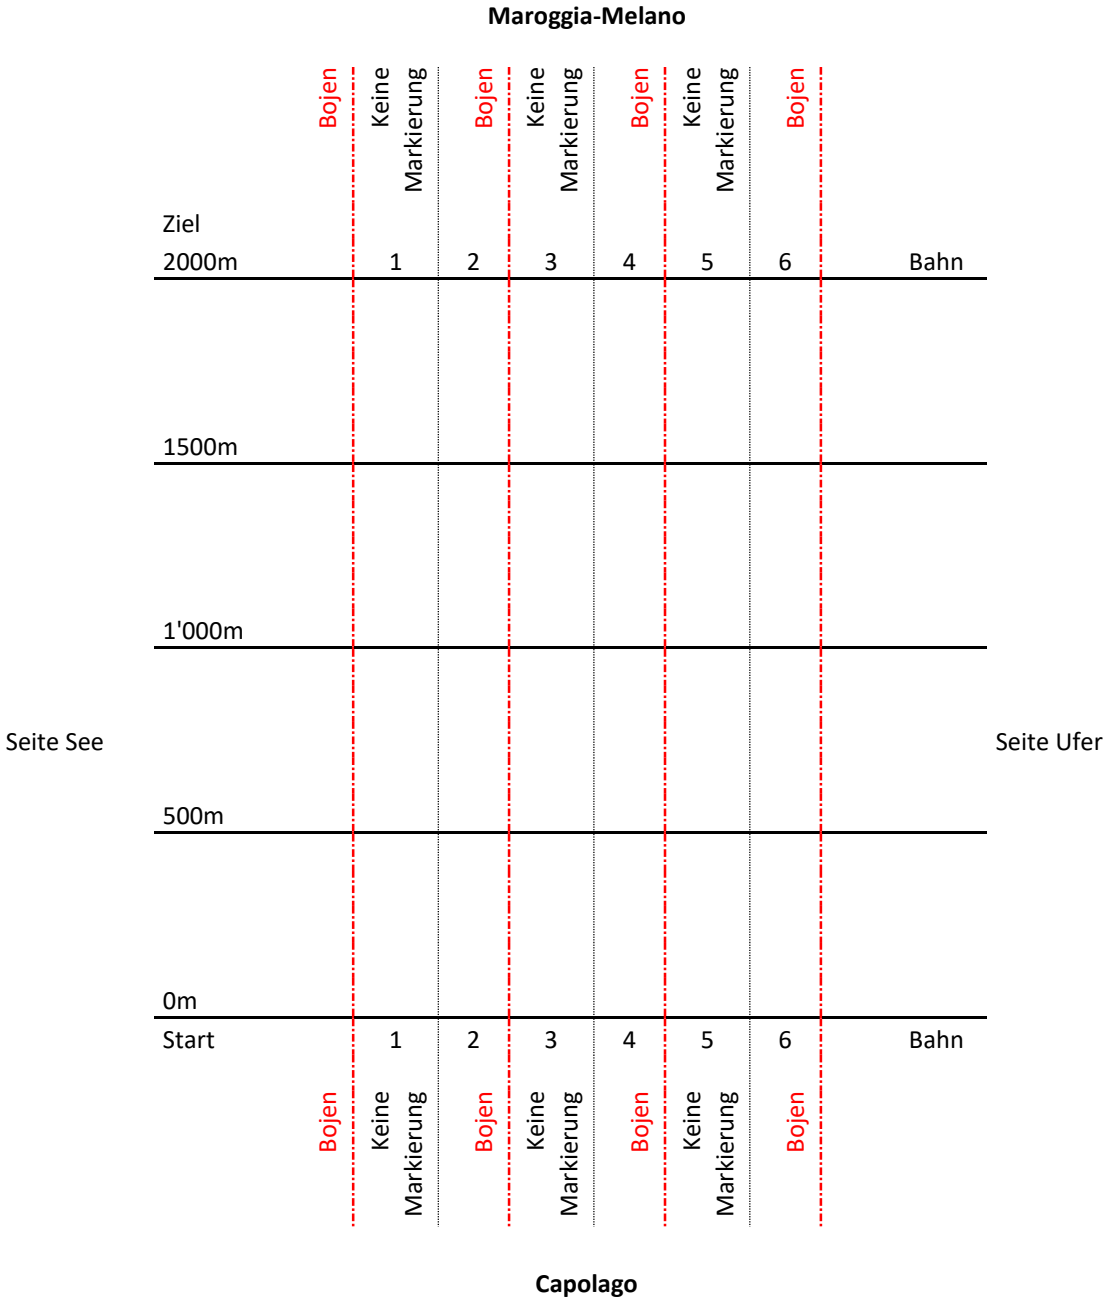 Maroggia-Melano
Bojen
Keine
Markierung
Bojen
Keine
Markierung
Bojen
Keine
Markierung
Bojen
Ziel
2000m 1 2 3 4 5 6 Bahn
1500m
1'000m
Seite See Seite Ufer
500m
0m
Start 1 2 3 4 5 6 Bahn
Bojen
Keine
Markierung
Bojen
Keine
Markierung
Bojen
Keine
Markierung
Bojen
Capolago